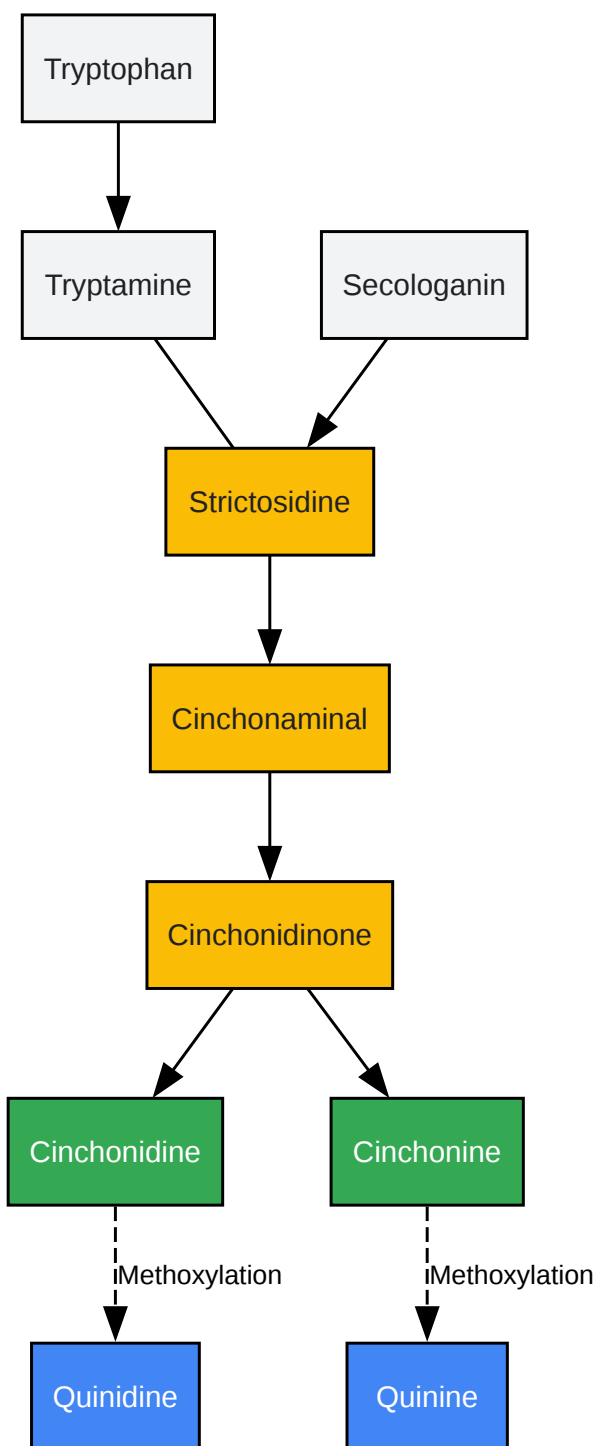 Tryptophan
Tryptamine
Secologanin
Strictosidine
Cinchonaminal
Cinchonidinone
Cinchonidine
Cinchonine
Methoxylation
Methoxylation
Quinidine
Quinine